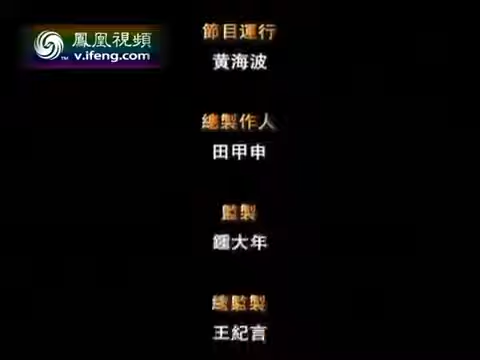 鳳凰視頻
v.ifeng.com
節目運行
黃海波
總製作人
田甲申
監製
鍾大年
總監製
王紀言